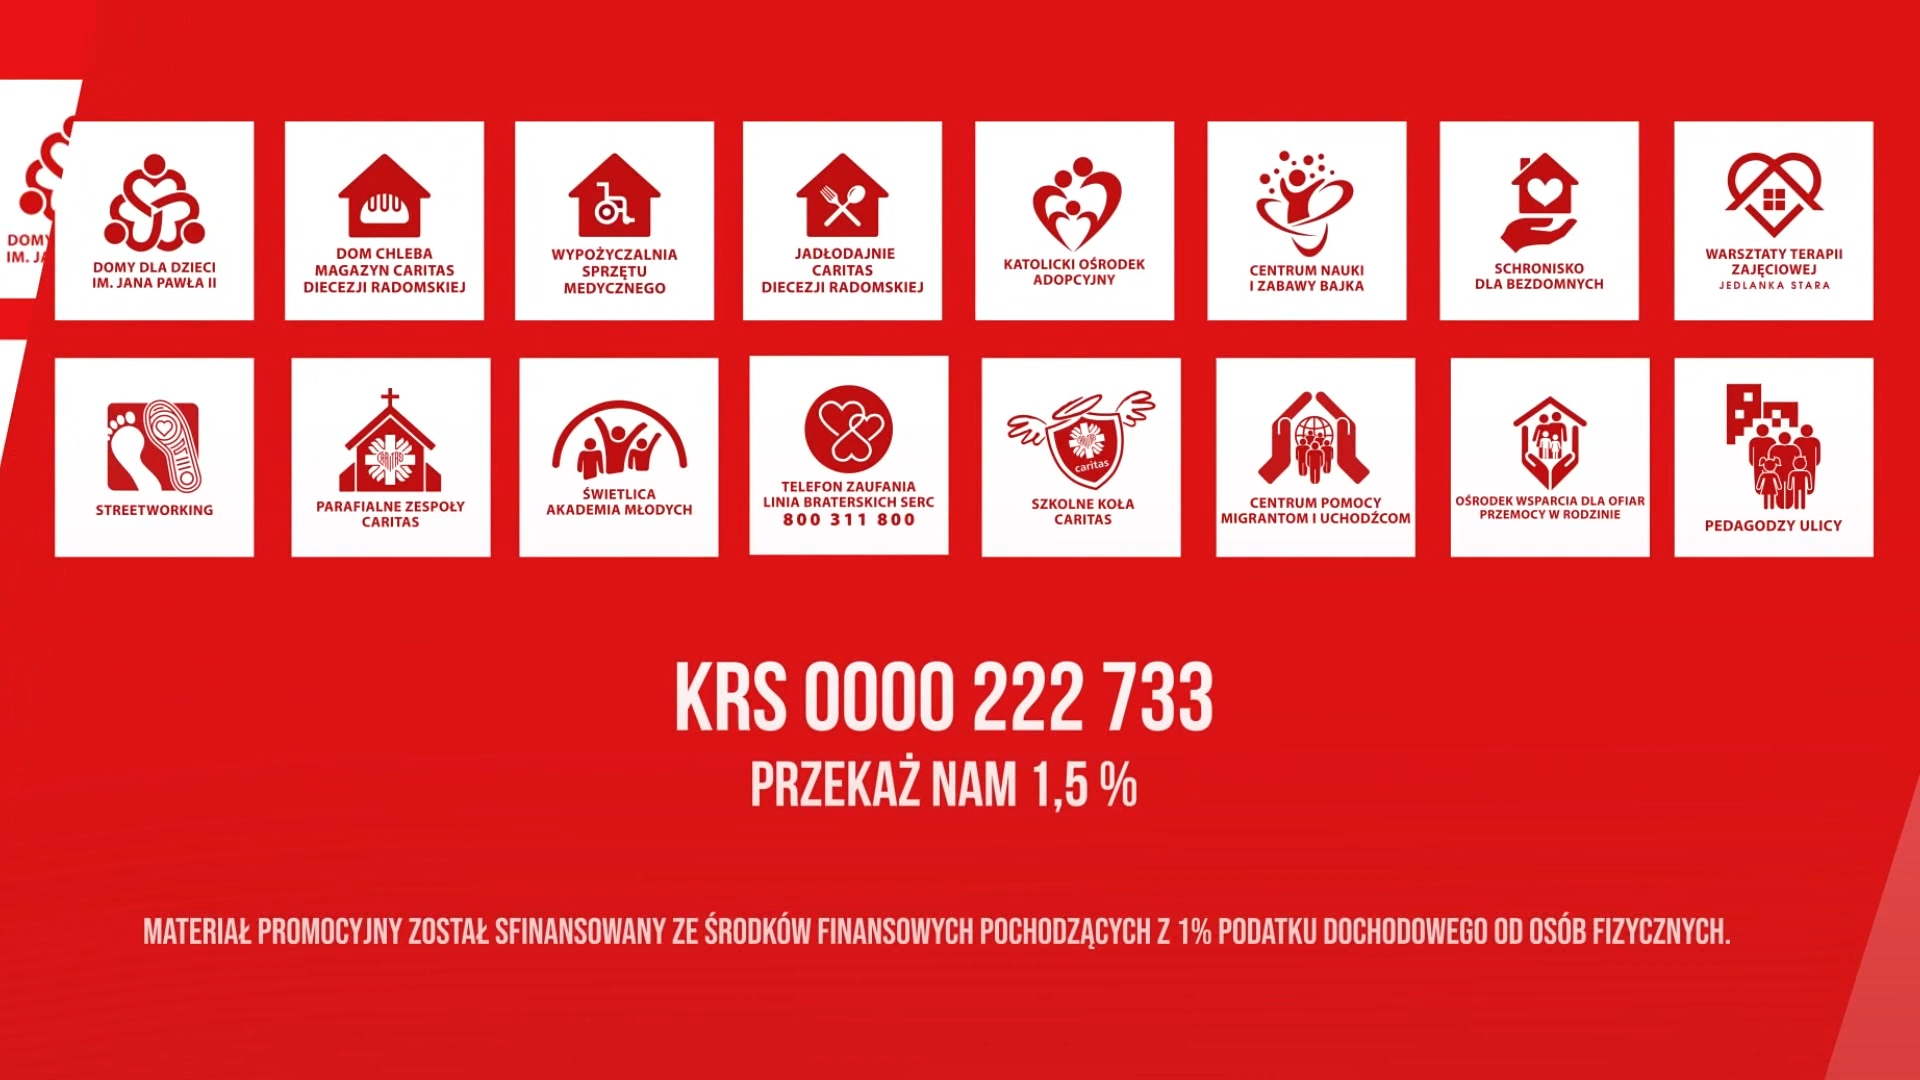 DOMY
IM. JA
DOMY DLA DZIECI
IM. JANA PAWŁA II
DOM CHLEBA
MAGAZYN CARITAS
DIECEZJI RADOMSKIEJ
WYPOŻYCZALNIA
SPRZĘTU
MEDYCZNEGO
JADŁODAJNIE
CARITAS
DIECEZJI RADOMSKIEJ
KATOLICKI OŚRODEK
ADOPCYJNY
CENTRUM NAUKI
I ZABAWY BAJKA
SCHRONISKO
DLA BEZDOMNYCH
WARSZTATY TERAPII
ZAJĘCIOWEJ
JEDLANKA STARA
STREETWORKING
CARITAS
PARAFIALNE ZESPOŁY
CARITAS
ŚWIETLICA
AKADEMIA MŁODYCH
TELEFON ZAUFANIA
LINIA BRATERSKICH SERC
800 311 800
caritas
SZKOLNE KOŁA
CARITAS
CENTRUM POMOCY
MIGRANTOM I UCHODŹCOM
OŚRODEK WSPARCIA DLA OFIAR
PRZEMOCY W RODZINIE
PEDAGODZY ULICY
KRS 0000 222 733
PRZEKAŻ NAM 1,5 %
MATERIAŁ PROMOCYJNY ZOSTAŁ SFINANSOWANY ZE ŚRODKÓW FINANSOWYCH POCHODZĄCYCH Z 1% PODATKU DOCHODOWEGO OD OSÓB FIZYCZNYCH.